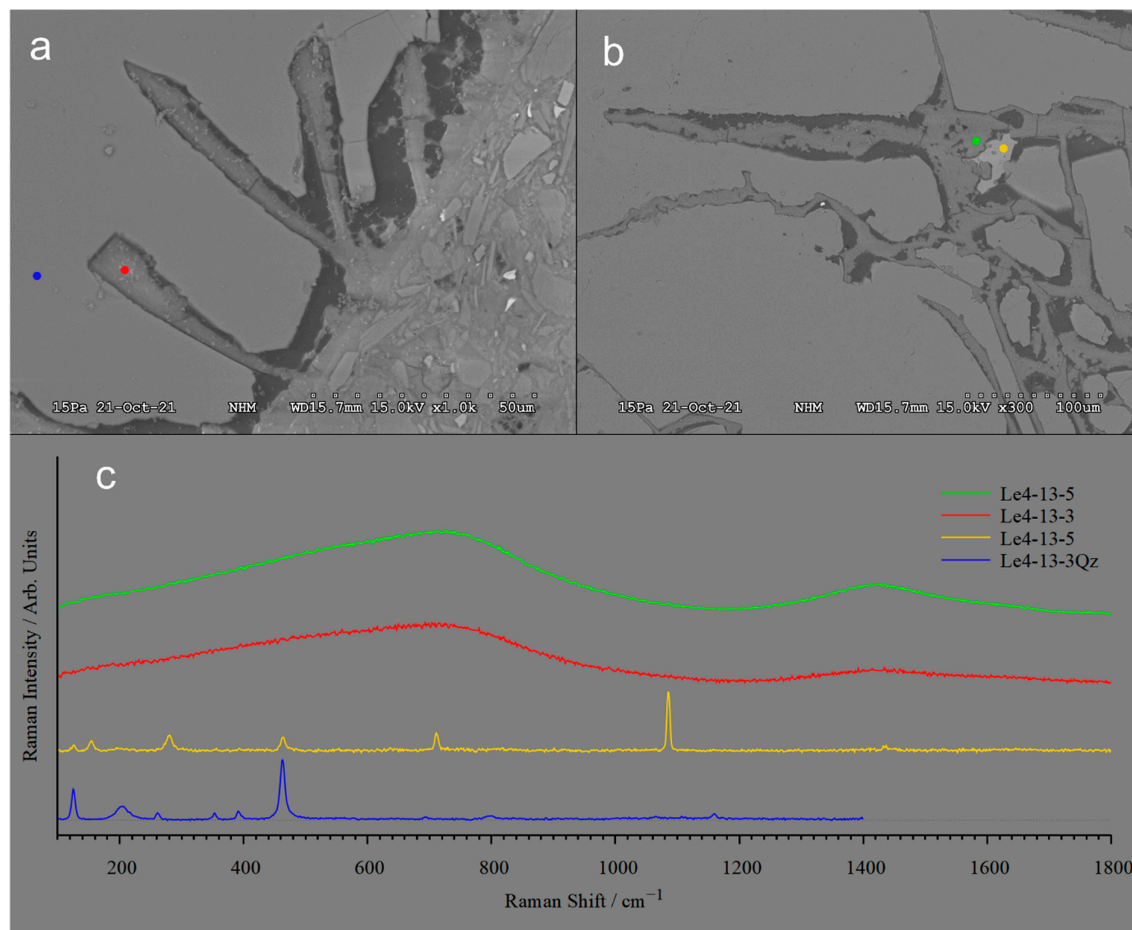 a
15Pa 21-Oct-21 NHM WD15.7mm 15.0kV x1.0k 50um
b
15Pa 21-Oct-21 NHM WD15.7mm 15.0kV x300 100um
c
Raman Intensity / Arb. Units
Le4-13-5
Le4-13-3
Le4-13-5
Le4-13-3Qz
200 400 600 800 1000 1200 1400 1600 1800
Raman Shift / cm⁻¹